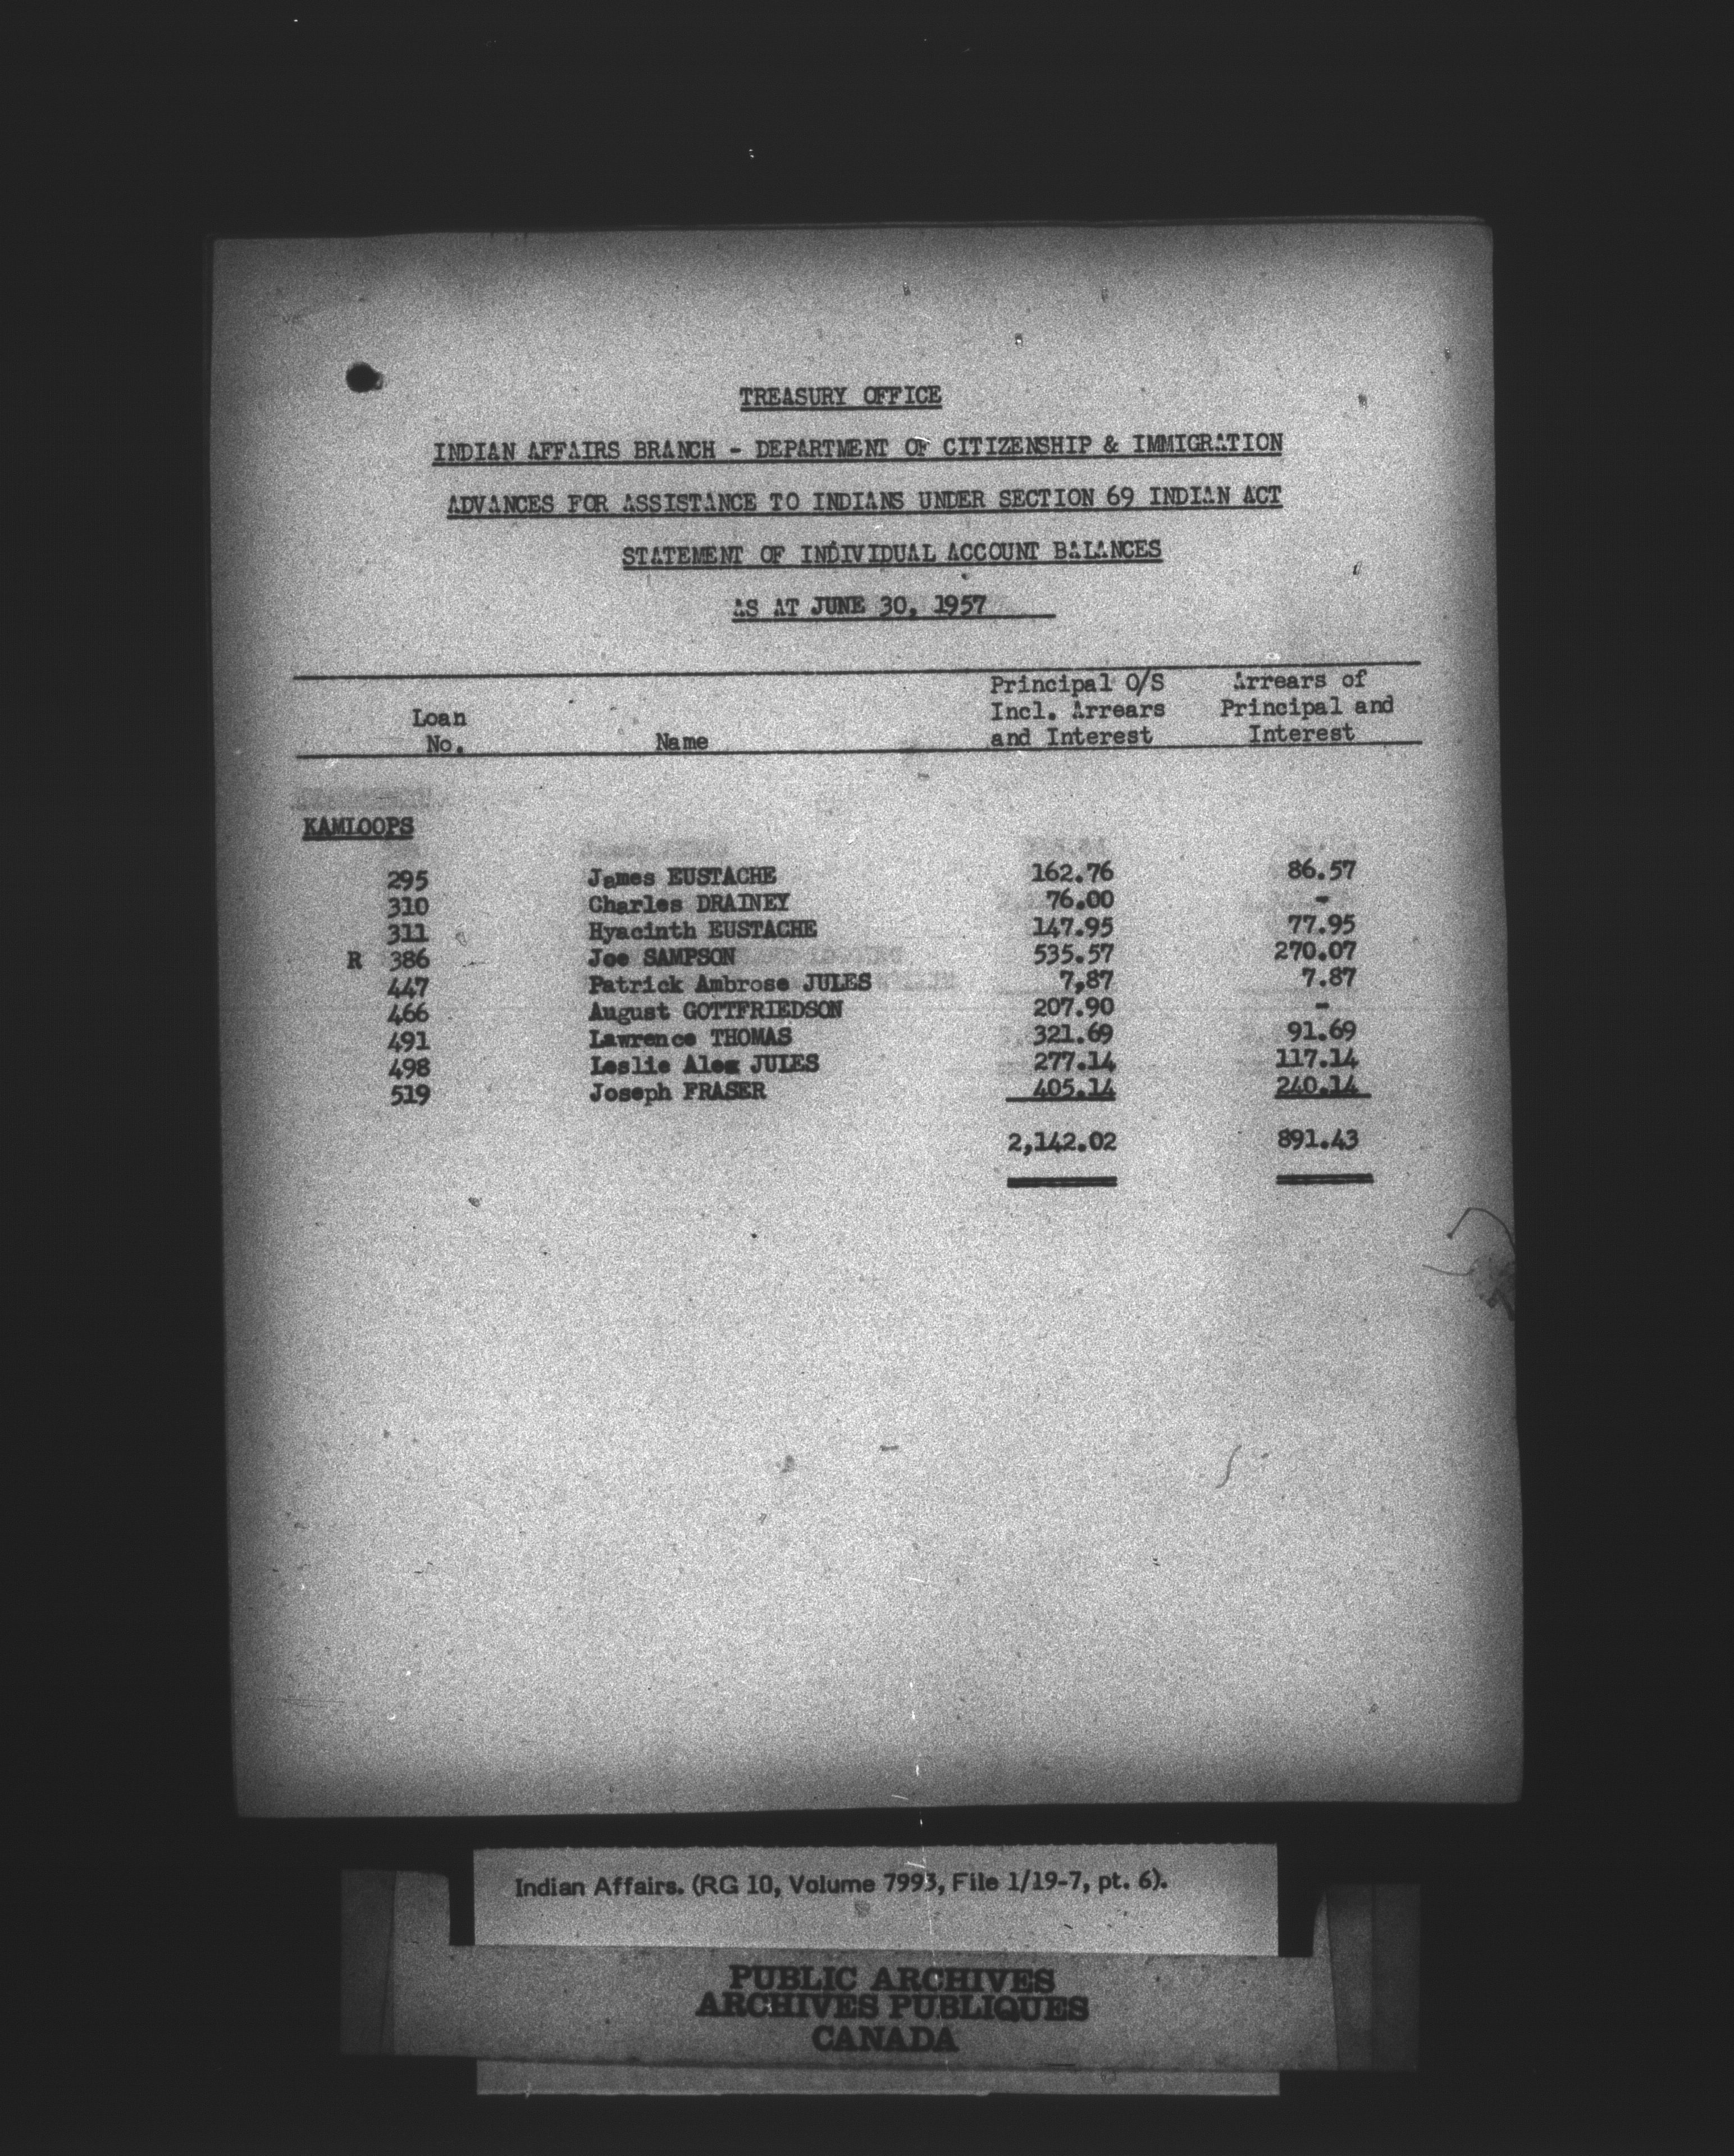 TREASURY OFFICE
INDIAN AFFAIRS BRANCH - DEPARTMENT OF CITIZENSHIP & IMMIGRATION
ADVANCES FOR ASSISTANCE TO INDIANS UNDER SECTION 69 INDIAN ACT
STATEMENT OF INDIVIDUAL ACCOUNT BALANCES
AS AT JUNE 30, 1957
Principal O/S Arrears of
Loan Incl. Arrears Principal and
No. Name and Interest Interest
KAMLOOPS
295 James EUSTACHE 162.76 86.57
310 Charles DRAINEY 76.00 -
311 Hyacinth EUSTACHE 147.95 77.95
R 386 Joe SAMPSON 535.57 270.07
447 Patrick Ambrose JULES 7,87 7.87
466 August GOTTFRIEDSON 207.90 -
491 Lawrence THOMAS 321.69 91.69
498 Leslie Alex JULES 277.14 117.14
519 Joseph FRASER 405.14 240.14
2,142.02 891.43
Indian Affairs. (RG 10, Volume 7993, File 1/19-7, pt. 6).
PUBLIC ARCHIVES
ARCHIVES PUBLIQUES
CANADA